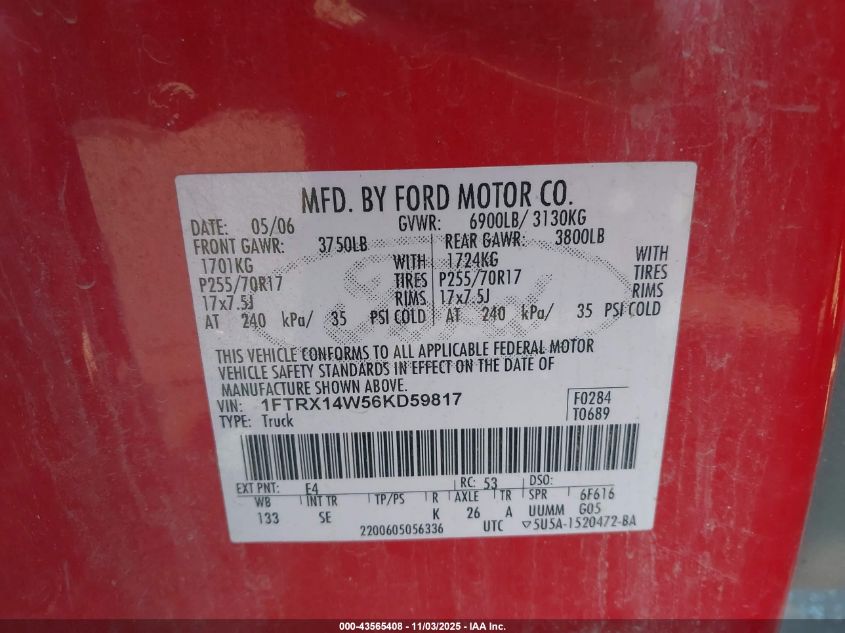 MFD. BY FORD MOTOR CO.
DATE: 05/06 GVWR: 6900LB/ 3130KG
FRONT GAWR: 3750LB REAR GAWR: 3800LB
1701KG WITH 1724KG WITH
P255/70R17 TIRES P255/70R17 TIRES
17x7.5J RIMS 17x7.5J RIMS
AT 240 kPa/ 35 PSI COLD AT 240 kPa/ 35 PSI COLD
THIS VEHICLE CONFORMS TO ALL APPLICABLE FEDERAL MOTOR
VEHICLE SAFETY STANDARDS IN EFFECT ON THE DATE OF
MANUFACTURE SHOWN ABOVE.
VIN: 1FTRX14W56KD59817 F0284
TYPE: Truck T0689
EXT PNT: E4 RC: 53 DSO:
WB INT TR TP/PS R AXLE TR SPR 6F616
133 SE K 26 A UUMM G05
2200605056336 UTC ▽5U5A-1520472-BA
000-43565408 - 11/03/2025 - IAA Inc.